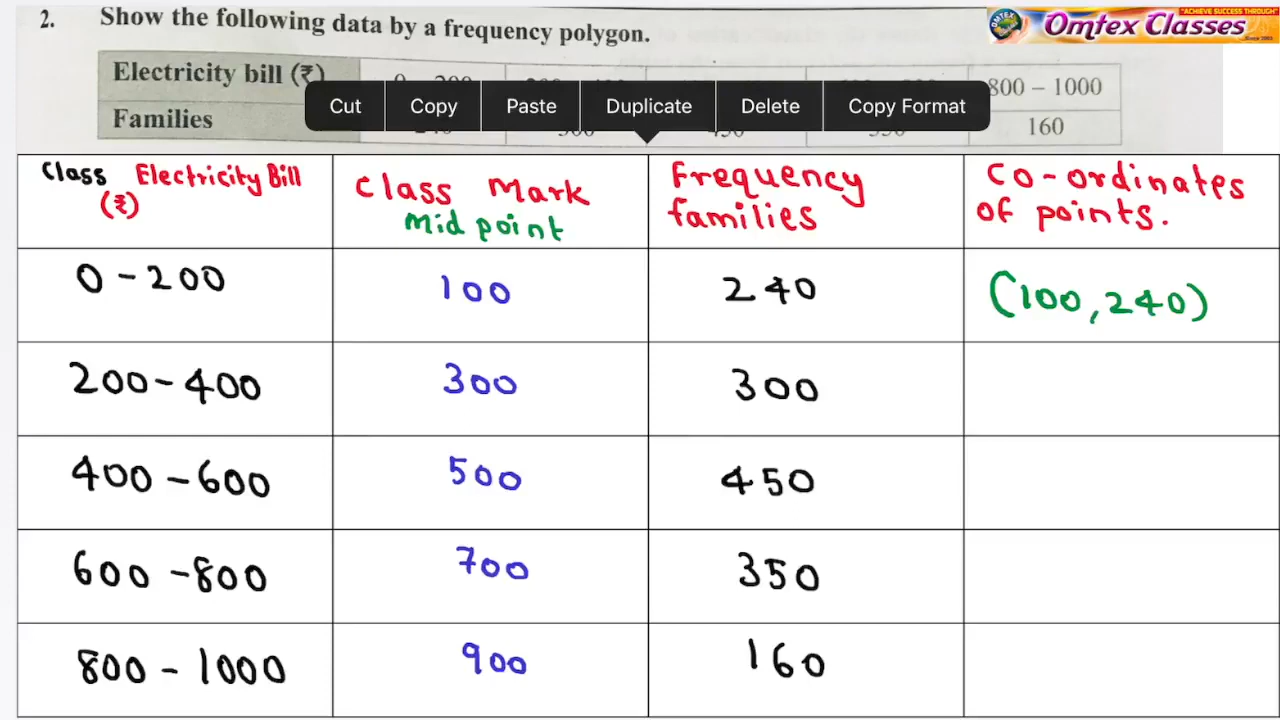 2. Show the following data by a frequency polygon.
"ACHIEVE SUCCESS THROUGH"
Omtex Classes
Electricity bill (₹) 800 – 1000
Families 160
Cut Copy Paste Duplicate Delete Copy Format
Class Electricity Bill (₹)
Class Mark
Mid point
Frequency
families
Co-ordinates
of points.
0 - 200 100 240 (100, 240)
200 - 400 300 300
400 - 600 500 450
600 - 800 700 350
800 - 1000 900 160